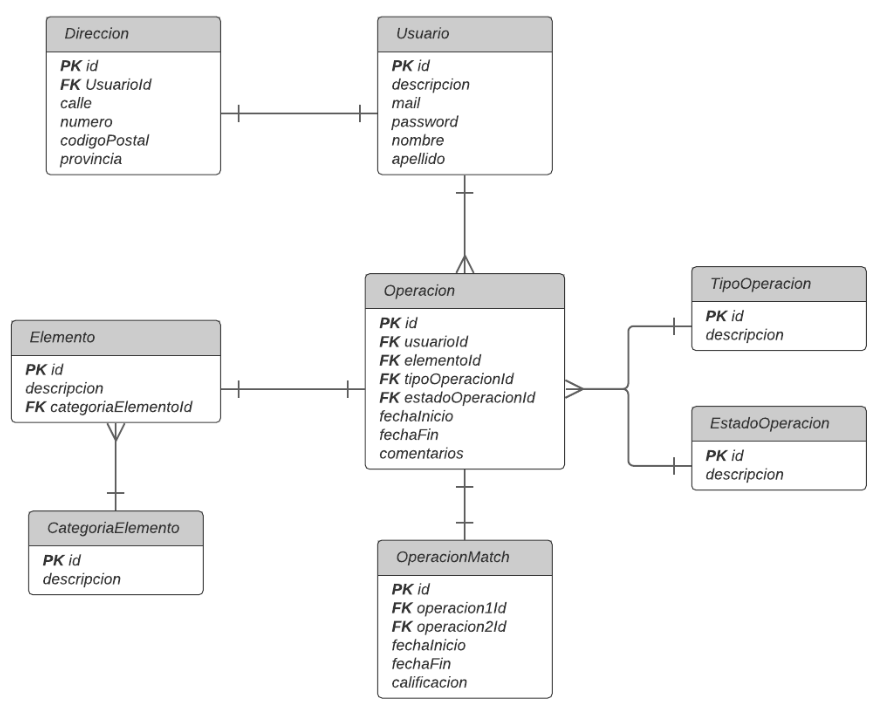 Direccion
PK id
FK UsuarioId
calle
numero
codigoPostal
provincia
Usuario
PK id
descripcion
mail
password
nombre
apellido
Operacion
PK id
FK usuarioId
FK elementoId
FK tipoOperacionId
FK estadoOperacionId
fechaInicio
fechaFin
comentarios
TipoOperacion
PK id
descripcion
Elemento
PK id
descripcion
FK categoriaElementoId
EstadoOperacion
PK id
descripcion
CategoriaElemento
PK id
descripcion
OperacionMatch
PK id
FK operacion1Id
FK operacion2Id
fechaInicio
fechaFin
calificacion